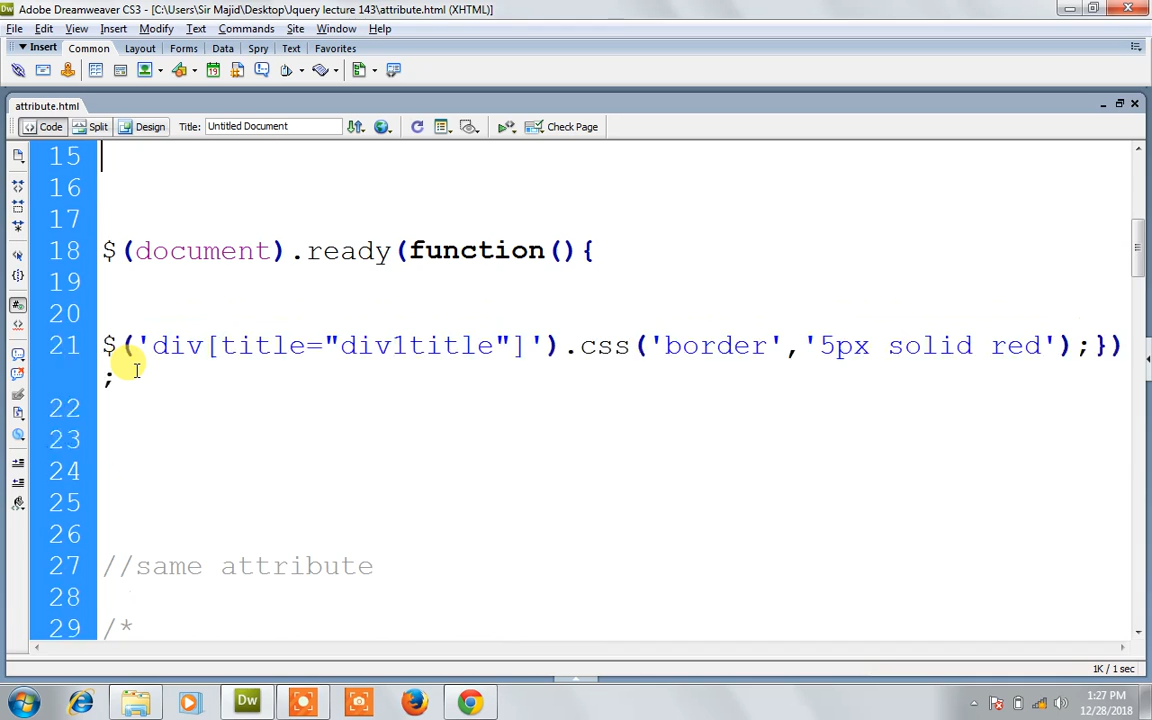 Adobe Dreamweaver CS3 - [C:\Users\Sir Majid\Desktop\Jquery lecture 143\attribute.html (XHTML)]
File Edit View Insert Modify Text Commands Site Window Help
Insert Common Layout Forms Data Spry Text Favorites
attribute.html
Code Split Design Title: Untitled Document Check Page
15
16
17
18 $(document).ready(function(){
19
20
21 $('div[title="div1title"]').css('border','5px solid red');})
;
22
23
24
25
26
27 //same attribute
28
29 /*
1K / 1 sec
Dw
1:27 PM
12/28/2018